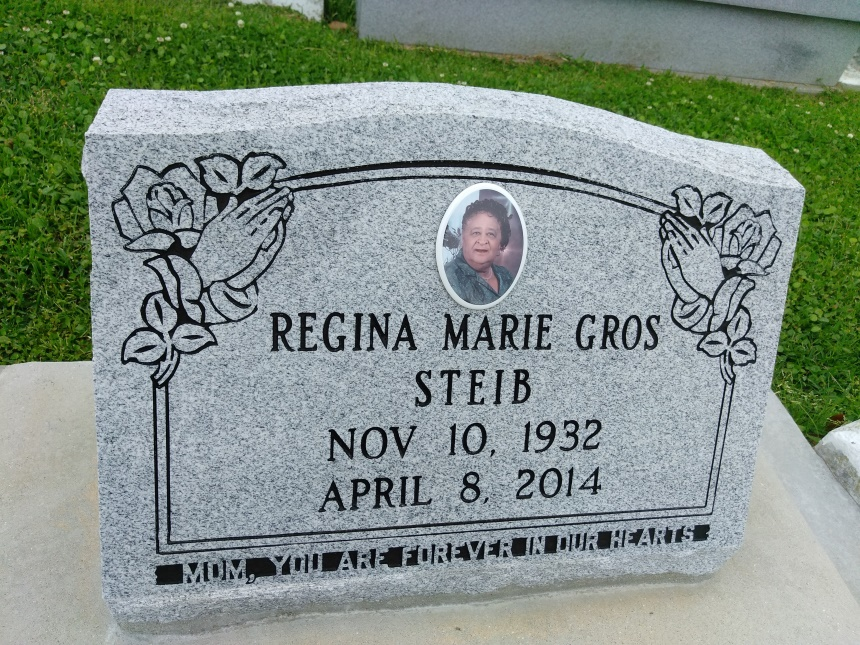 REGINA MARIE GROS
STEIB
NOV 10, 1932
APRIL 8, 2014
MOM, YOU ARE FOREVER IN OUR HEARTS